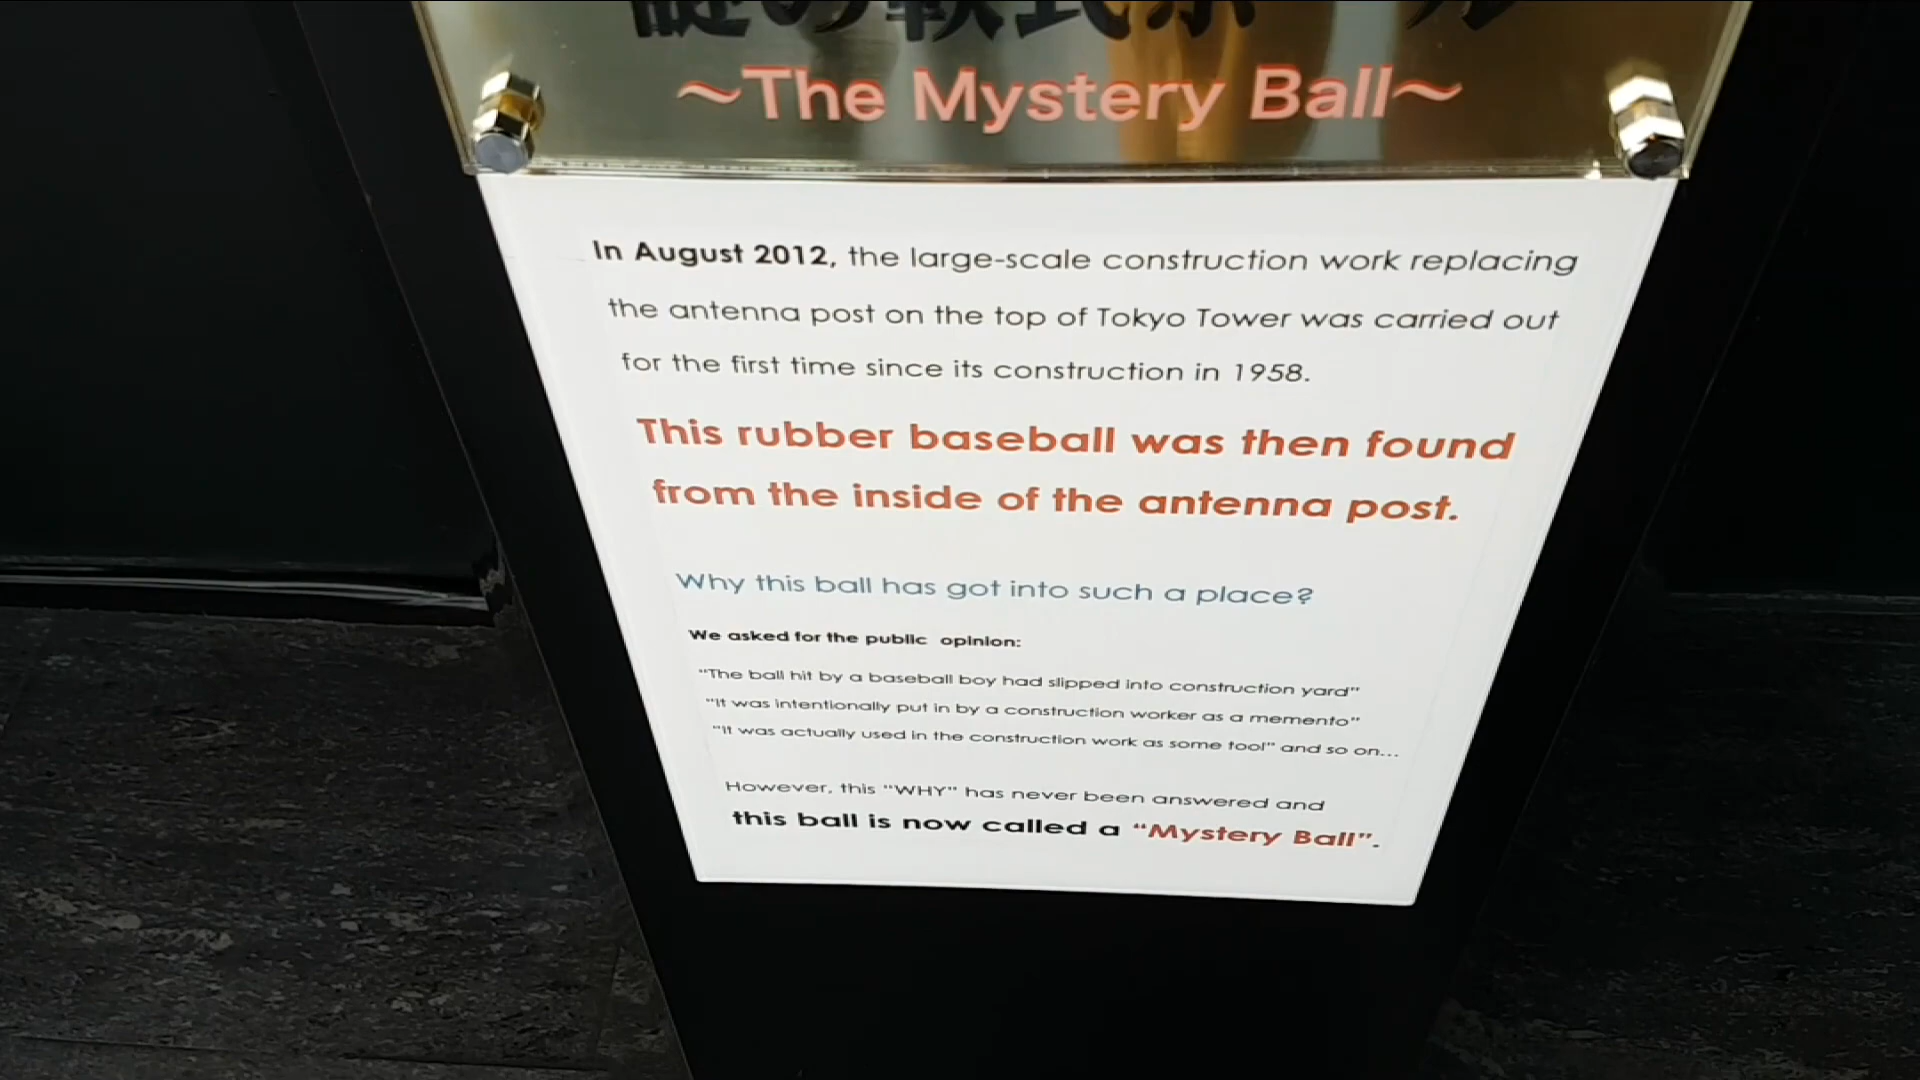 謎の軟式ボール
~The Mystery Ball~
In August 2012, the large-scale construction work replacing
the antenna post on the top of Tokyo Tower was carried out
for the first time since its construction in 1958.
This rubber baseball was then found
from the inside of the antenna post.
Why this ball has got into such a place?
We asked for the public opinion:
"The ball hit by a baseball boy had slipped into construction yard"
"It was intentionally put in by a construction worker as a memento"
"It was actually used in the construction work as some tool" and so on...
However, this "WHY" has never been answered and
this ball is now called a "Mystery Ball".